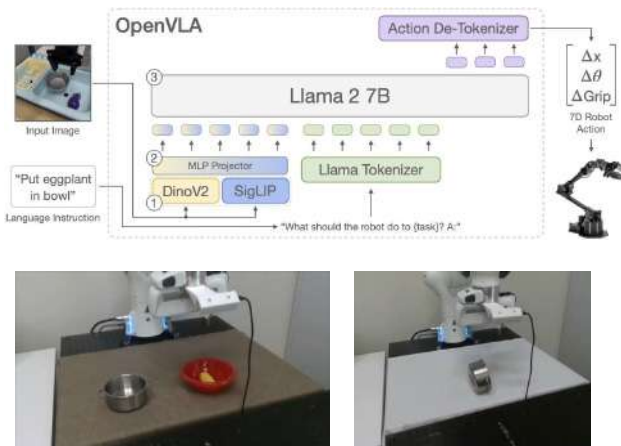 OpenVLA
Action De-Tokenizer
Δx
Δθ
ΔGrip
7D Robot
Action
3
Llama 2 7B
Input Image
2
MLP Projector
Llama Tokenizer
"Put eggplant
in bowl"
1
DinoV2
SigLIP
Language Instruction
"What should the robot do to {task}? A:"